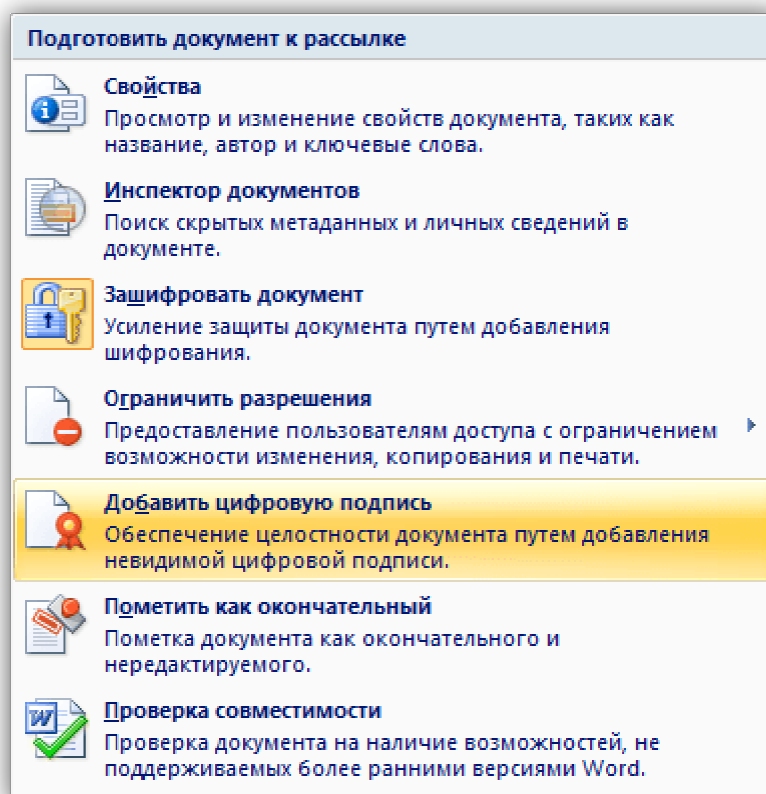 Подготовить документ к рассылке
Свойства
Просмотр и изменение свойств документа, таких как
название, автор и ключевые слова.
Инспектор документов
Поиск скрытых метаданных и личных сведений в
документе.
Зашифровать документ
Усиление защиты документа путем добавления
шифрования.
Ограничить разрешения
Предоставление пользователям доступа с ограничением
возможности изменения, копирования и печати.
Добавить цифровую подпись
Обеспечение целостности документа путем добавления
невидимой цифровой подписи.
Пометить как окончательный
Пометка документа как окончательного и
нередактируемого.
Проверка совместимости
Проверка документа на наличие возможностей, не
поддерживаемых более ранними версиями Word.